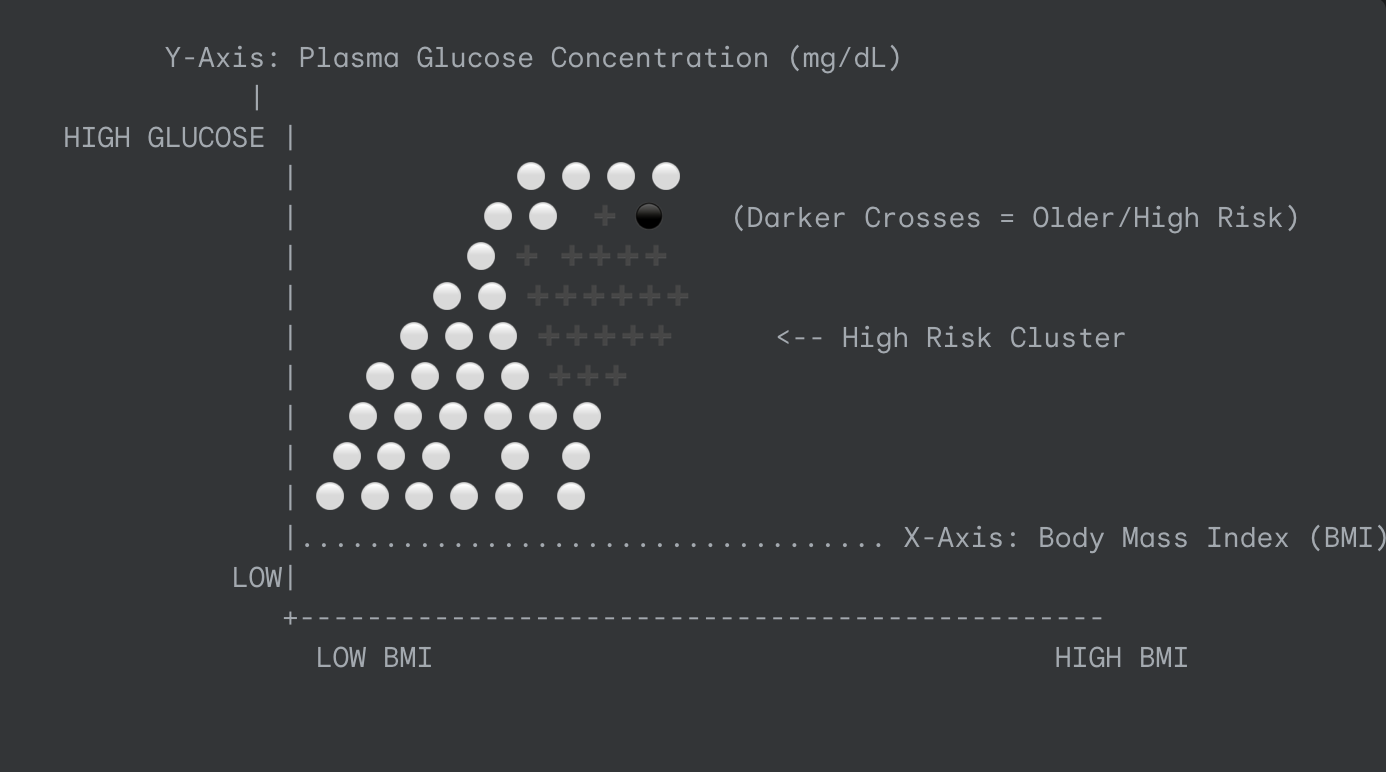 Y-Axis: Plasma Glucose Concentration (mg/dL)
|
HIGH GLUCOSE |
| ⚪ ⚪ ⚪ ⚪
| ⚪ ⚪ ➕ ⚫ (Darker Crosses = Older/High Risk)
| ⚪ ➕ ➕➕➕➕
| ⚪ ⚪ ➕➕➕➕➕➕
| ⚪ ⚪ ⚪ ➕➕➕➕➕ <-- High Risk Cluster
| ⚪ ⚪ ⚪ ⚪ ➕➕➕
| ⚪ ⚪ ⚪ ⚪ ⚪ ⚪
| ⚪ ⚪ ⚪ ⚪ ⚪
| ⚪ ⚪ ⚪ ⚪ ⚪ ⚪
|................................... X-Axis: Body Mass Index (BMI)
LOW|
+------------------------------------------------
LOW BMI HIGH BMI